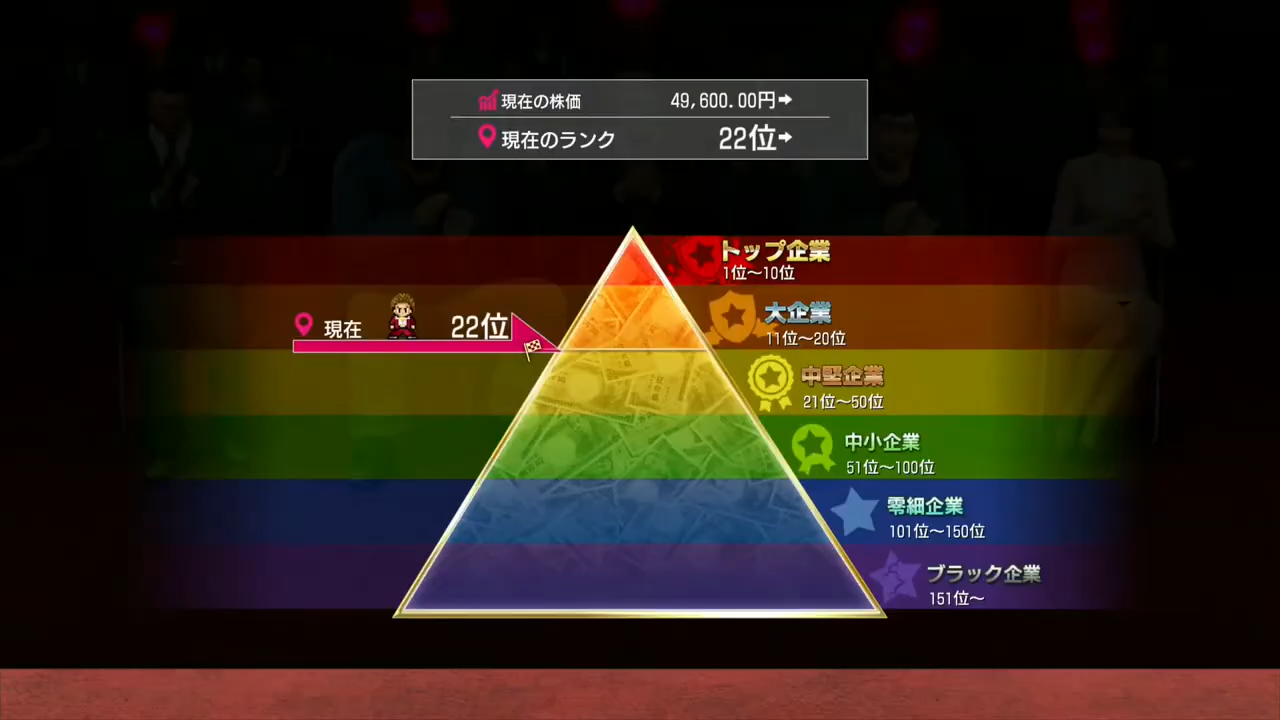 現在の株価 49,600.00円→
現在のランク 22位→
トップ企業
1位～10位
大企業
11位～20位
現在 22位
中堅企業
21位～50位
中小企業
51位～100位
零細企業
101位～150位
ブラック企業
151位～